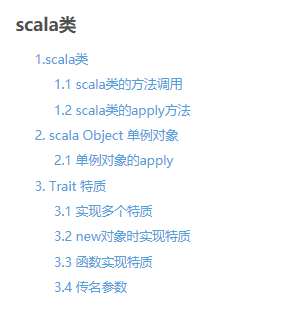 scala类
1.scala类
1.1 scala类的方法调用
1.2 scala类的apply方法
2. scala Object 单例对象
2.1 单例对象的apply
3. Trait 特质
3.1 实现多个特质
3.2 new对象时实现特质
3.3 函数实现特质
3.4 传名参数